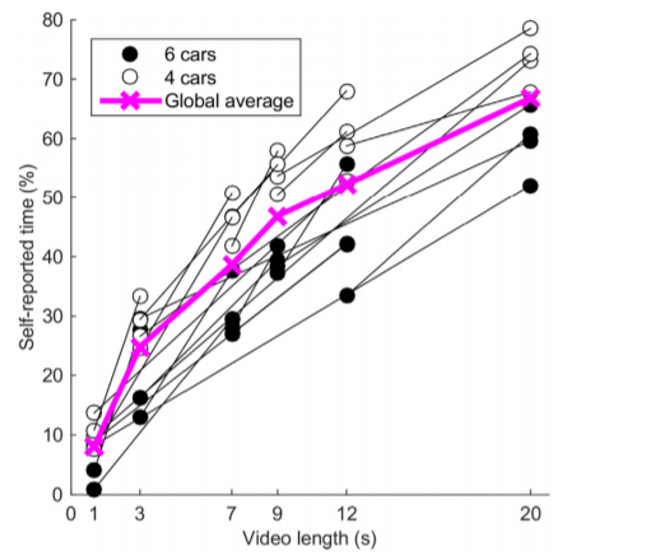 80
70
60
50
40
30
20
10
0
Self-reported time (%)
6 cars
4 cars
Global average
0 1 3 7 9 12 20
Video length (s)